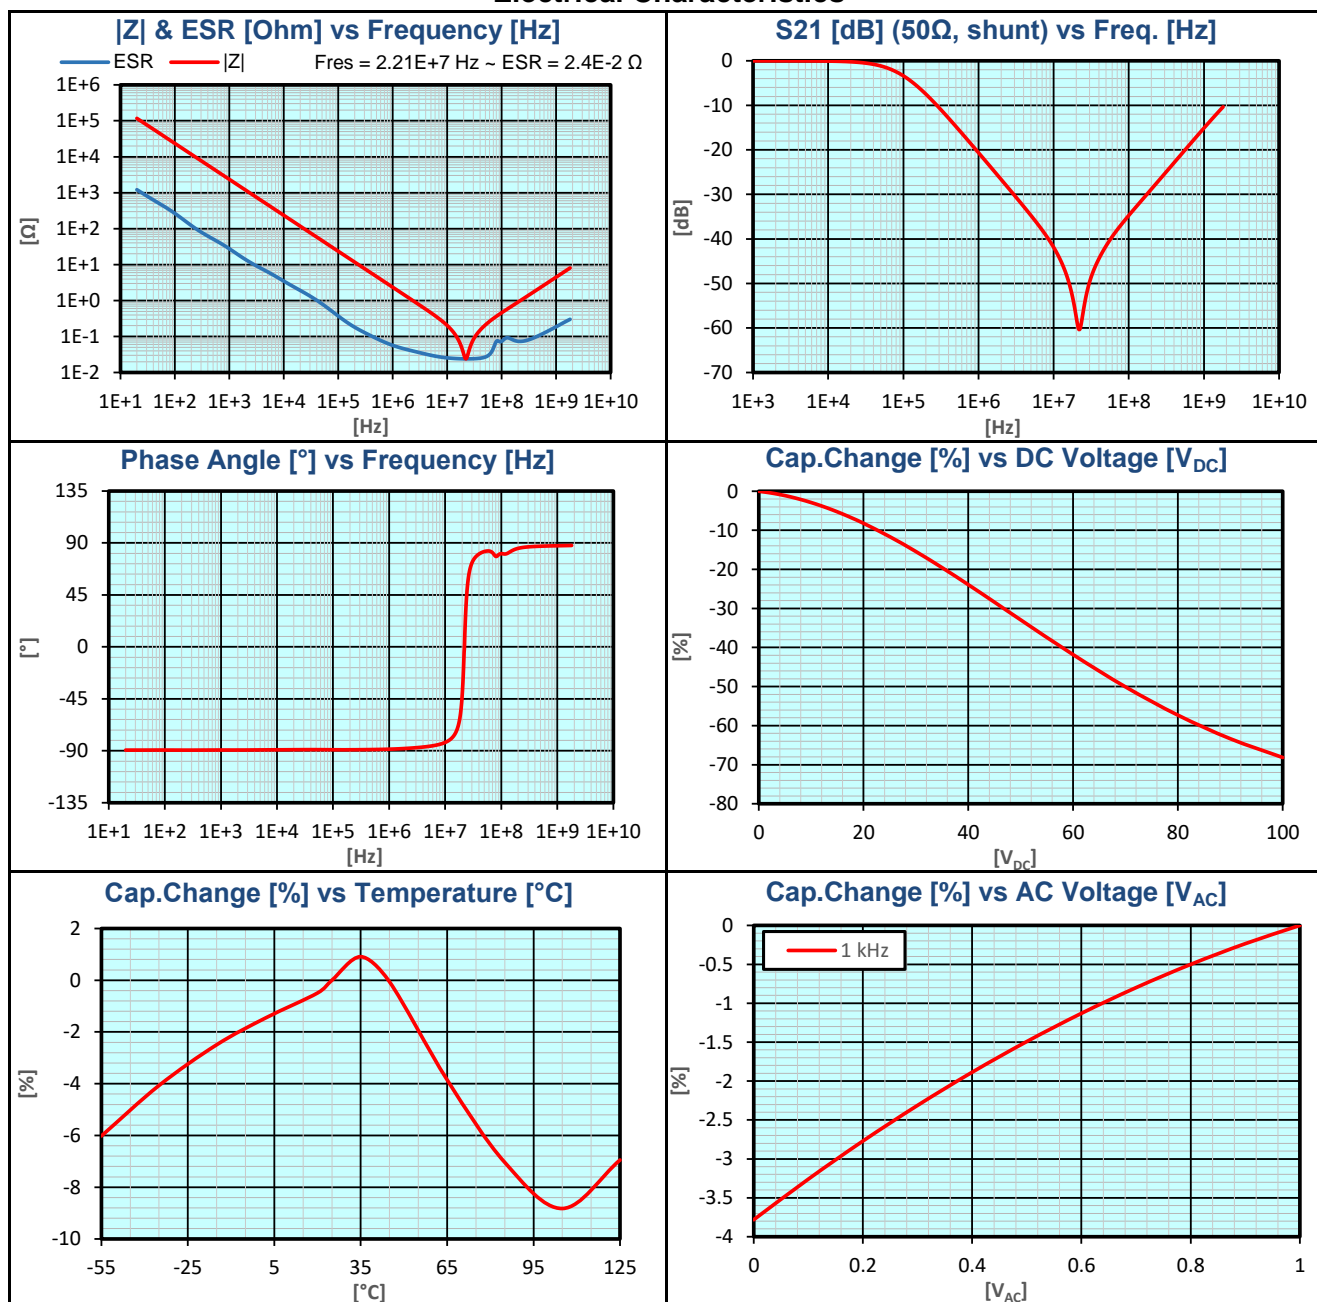 Electrical Characteristics
|Z| & ESR [Ohm] vs Frequency [Hz]
ESR
|Z|
Fres = 2.21E+7 Hz ~ ESR = 2.4E-2 Ω
1E+6
1E+5
1E+4
1E+3
1E+2
1E+1
1E+0
1E-1
1E-2
[Ω]
1E+1 1E+2 1E+3 1E+4 1E+5 1E+6 1E+7 1E+8 1E+9 1E+10
[Hz]
S21 [dB] (50Ω, shunt) vs Freq. [Hz]
0
-10
-20
-30
-40
-50
-60
-70
[dB]
1E+3 1E+4 1E+5 1E+6 1E+7 1E+8 1E+9 1E+10
[Hz]
Phase Angle [°] vs Frequency [Hz]
135
90
45
0
-45
-90
-135
[°]
1E+1 1E+2 1E+3 1E+4 1E+5 1E+6 1E+7 1E+8 1E+9 1E+10
[Hz]
Cap.Change [%] vs DC Voltage [VDC]
0
-10
-20
-30
-40
-50
-60
-70
-80
[%]
0 20 40 60 80 100
[VDC]
Cap.Change [%] vs Temperature [°C]
2
0
-2
-4
-6
-8
-10
[%]
-55 -25 5 35 65 95 125
[°C]
Cap.Change [%] vs AC Voltage [VAC]
1 kHz
0
-0.5
-1
-1.5
-2
-2.5
-3
-3.5
-4
[%]
0 0.2 0.4 0.6 0.8 1
[VAC]